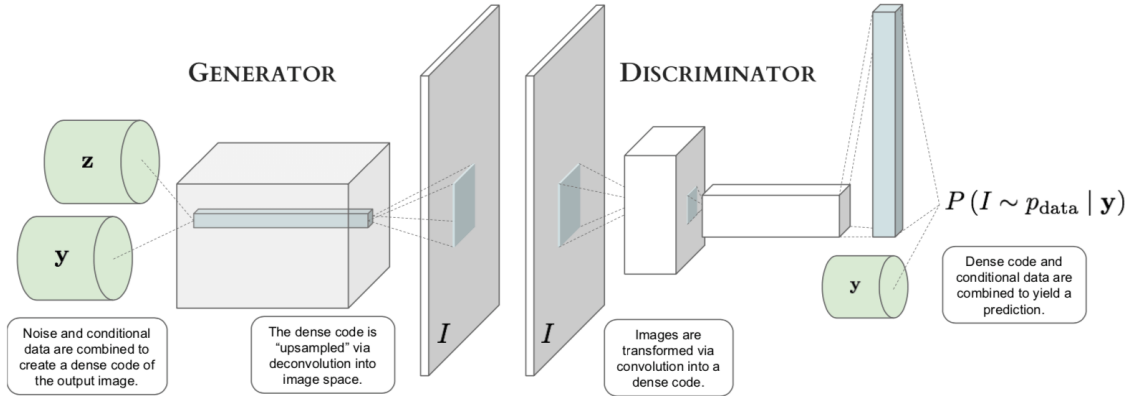 GENERATOR
z
y
Noise and conditional
data are combined to
create a dense code of
the output image.
The dense code is
“upsampled” via
deconvolution into
image space.
I
DISCRIMINATOR
I
Images are
transformed via
convolution into a
dense code.
y
P (I ∼ p_data | y)
Dense code and
conditional data are
combined to yield a
prediction.